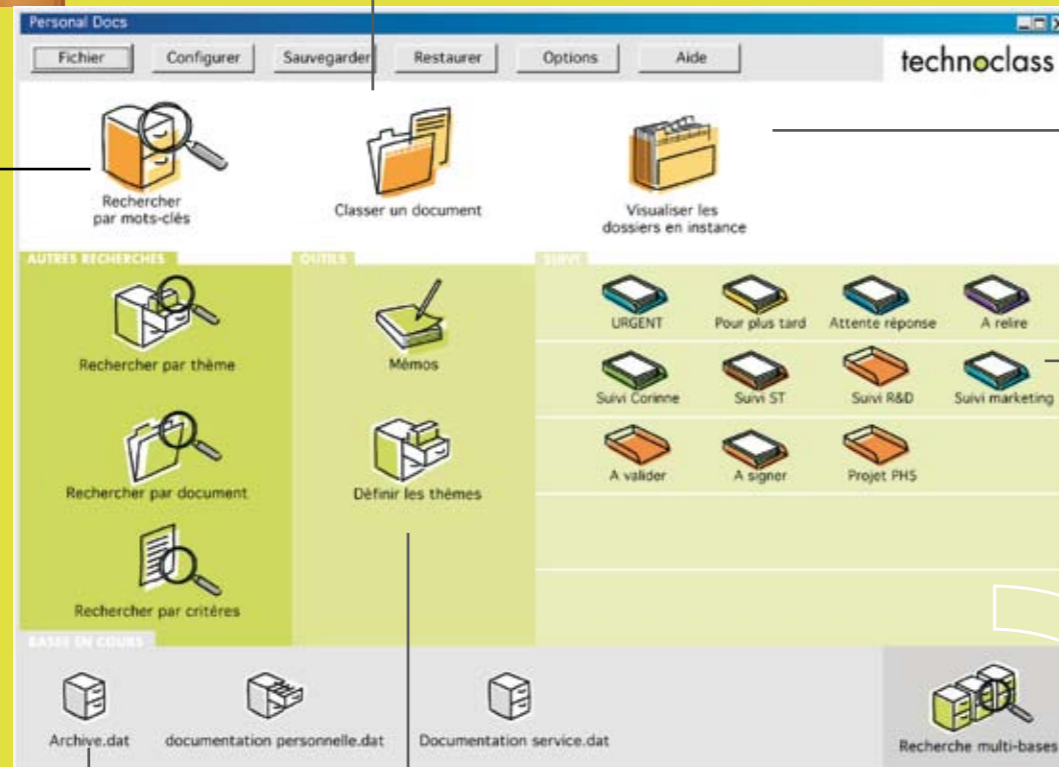 Personal Docs
Fichier Configurer Sauvegarder Restaurer Options Aide
technoclass
Rechercher
par mots-clés
Classer un document
Visualiser les
dossiers en instance
AUTRES RECHERCHES
OUTILS
SUIVI
Rechercher par thème
Rechercher par document
Rechercher par critères
Mémos
Définir les thèmes
URGENT Pour plus tard Attente réponse A relire
Suivi Corinne Suivi ST Suivi R&D Suivi marketing
A valider A signer Projet PHS
BASES EN COURS
Archive.dat documentation personnelle.dat Documentation service.dat
Recherche multi-bases